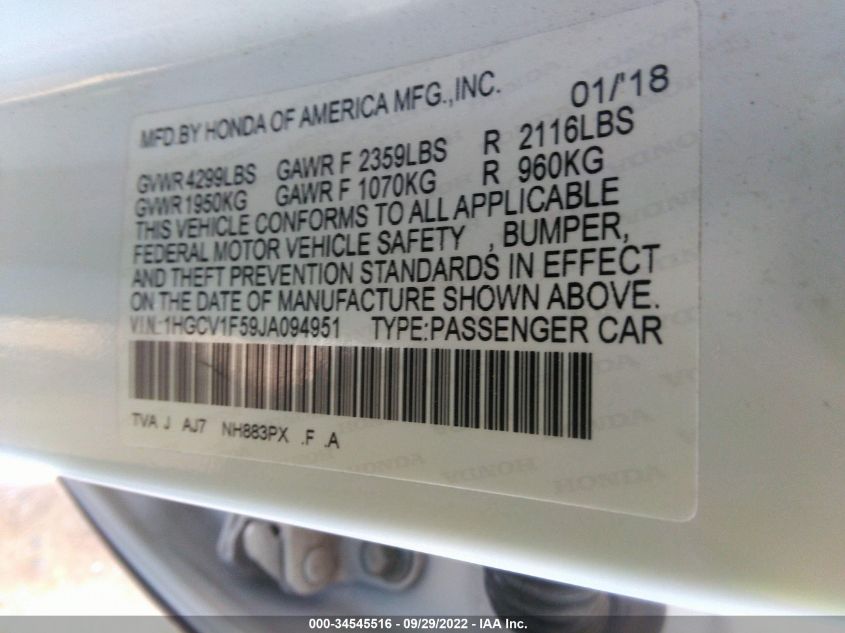 MFD.BY HONDA OF AMERICA MFG.,INC. 01/'18
GVWR 4299LBS GAWR F 2359LBS R 2116LBS
GVWR 1950KG GAWR F 1070KG R 960KG
THIS VEHICLE CONFORMS TO ALL APPLICABLE
FEDERAL MOTOR VEHICLE SAFETY , BUMPER,
AND THEFT PREVENTION STANDARDS IN EFFECT
ON THE DATE OF MANUFACTURE SHOWN ABOVE.
V.I.N.:1HGCV1F59JA094951 TYPE:PASSENGER CAR
TVA J AJ7 NH883PX .F .A
000-34545516 - 09/29/2022 - IAA Inc.